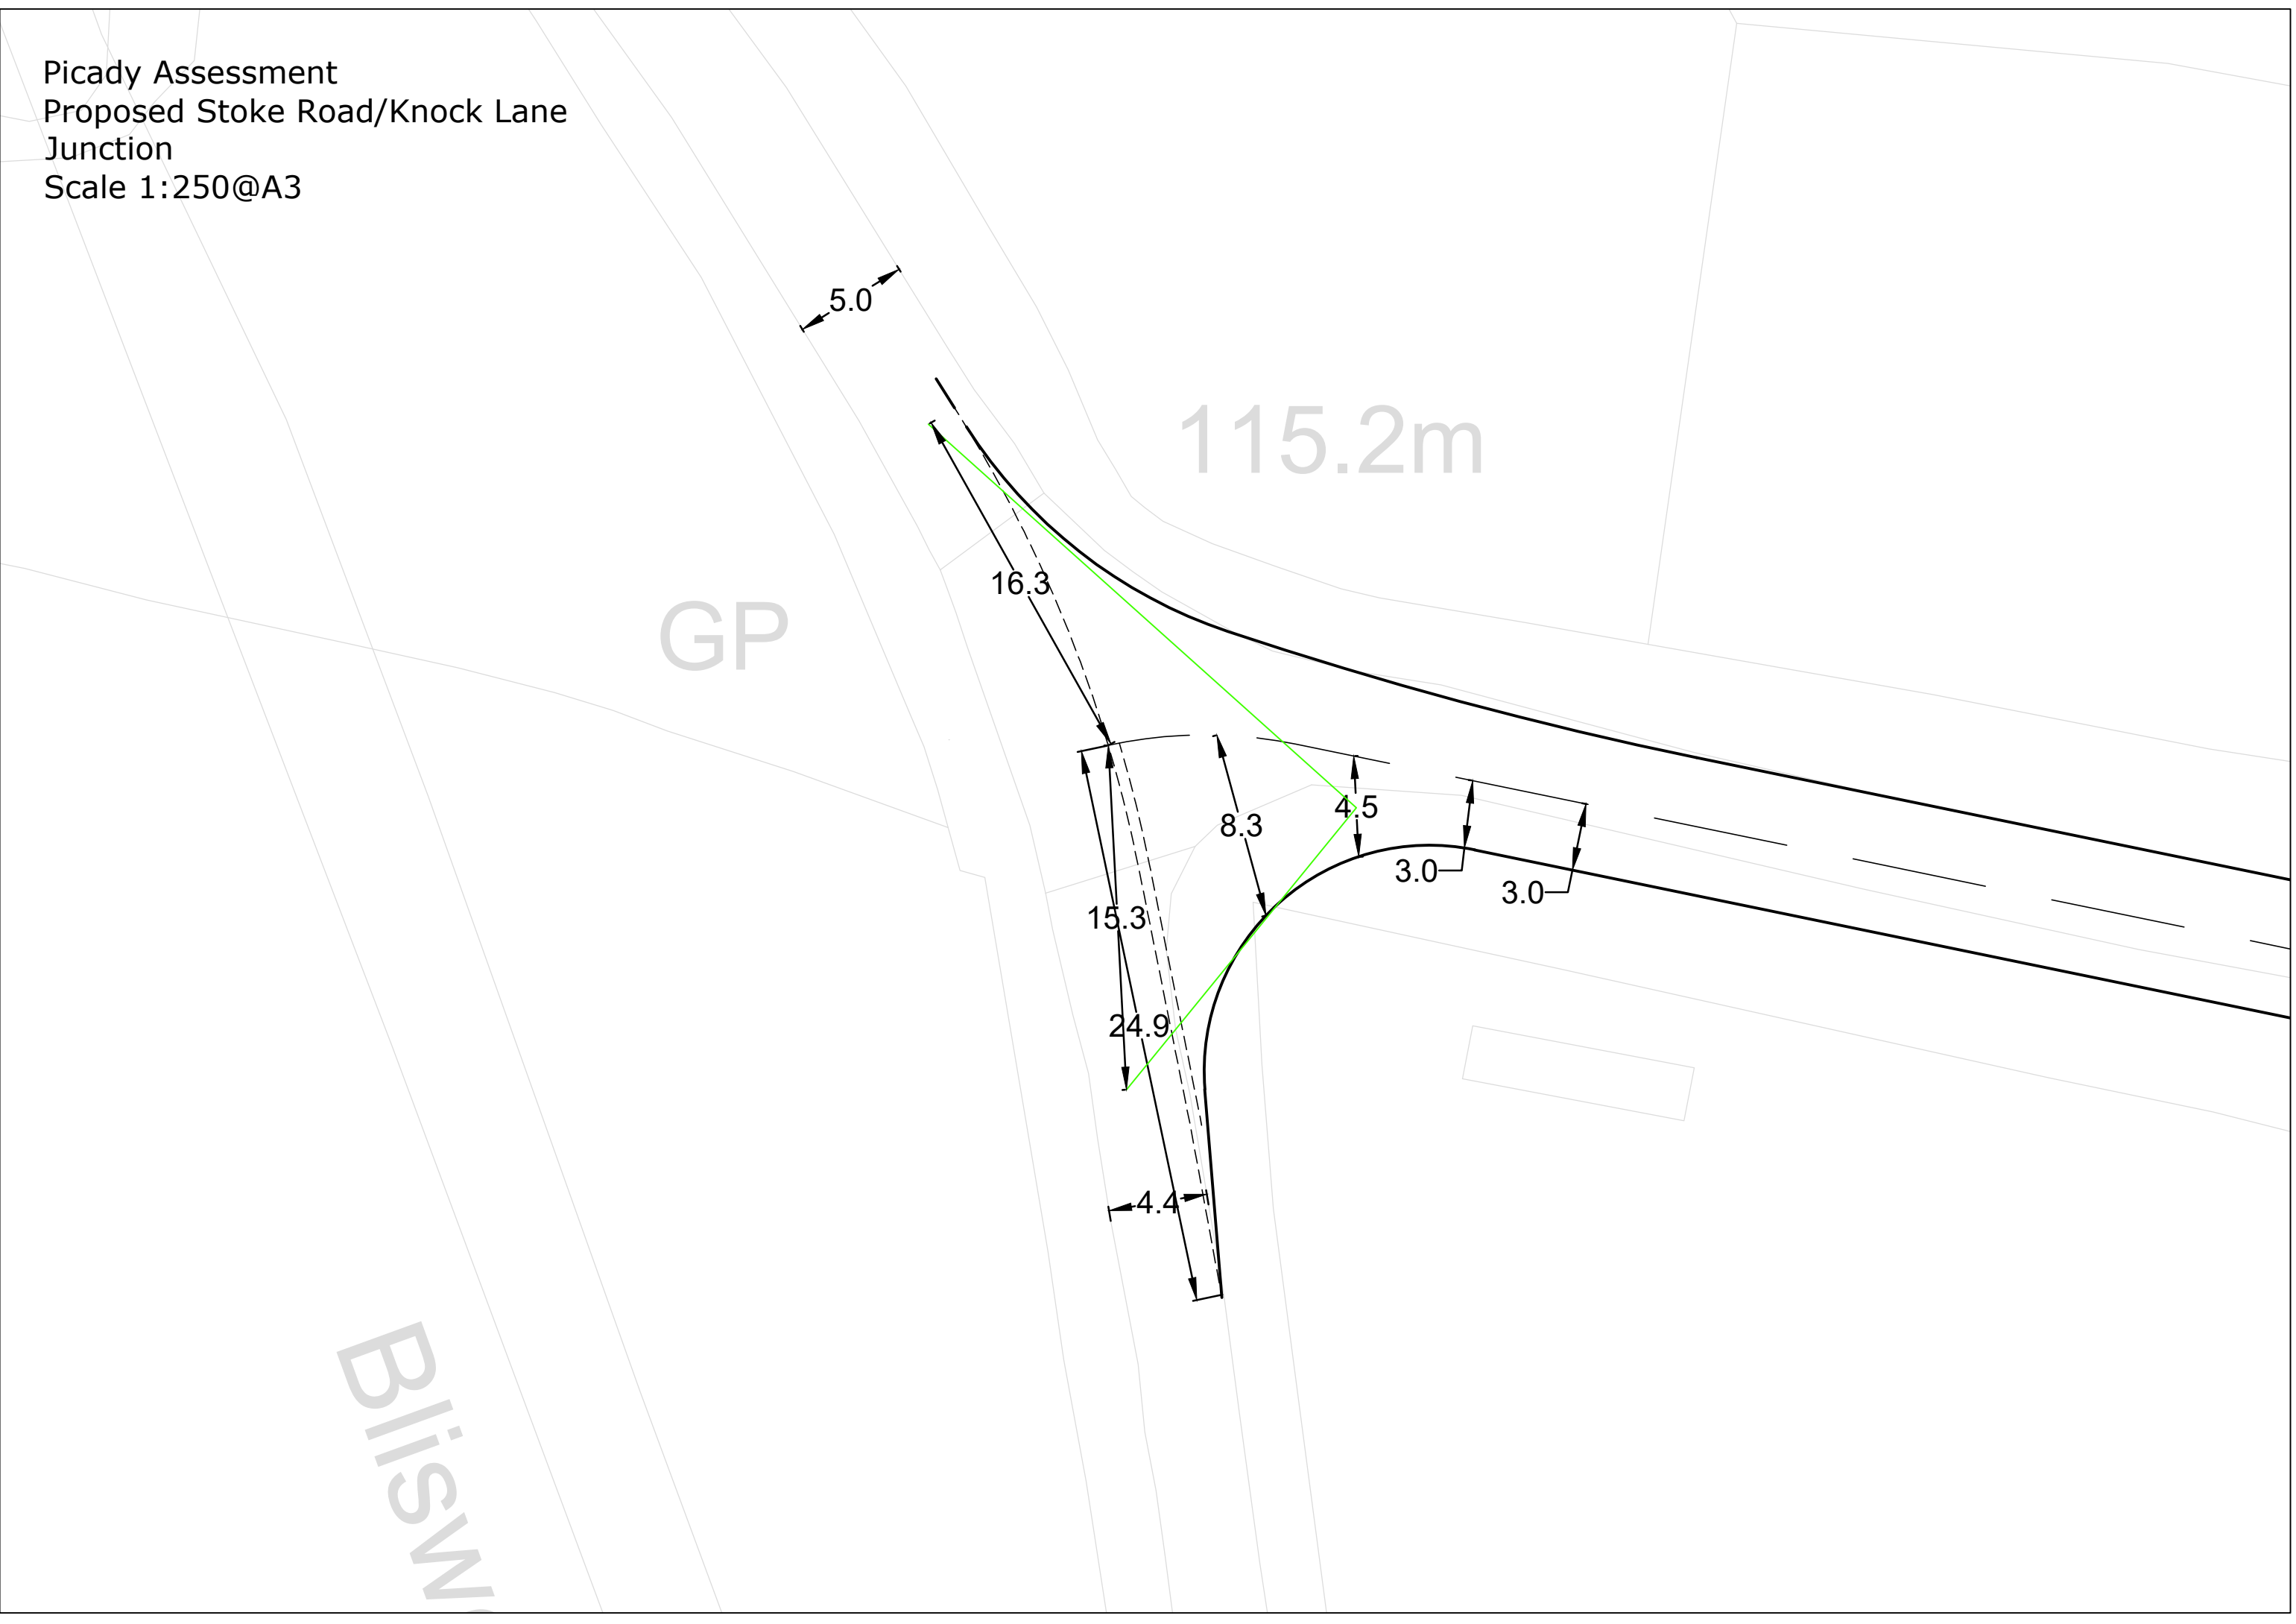 Picady Assessment
Proposed Stoke Road/Knock Lane
Junction
Scale 1:250@A3
5.0
115.2m
16.3
GP
4.5
8.3
3.0
3.0
15.3
24.9
4.4